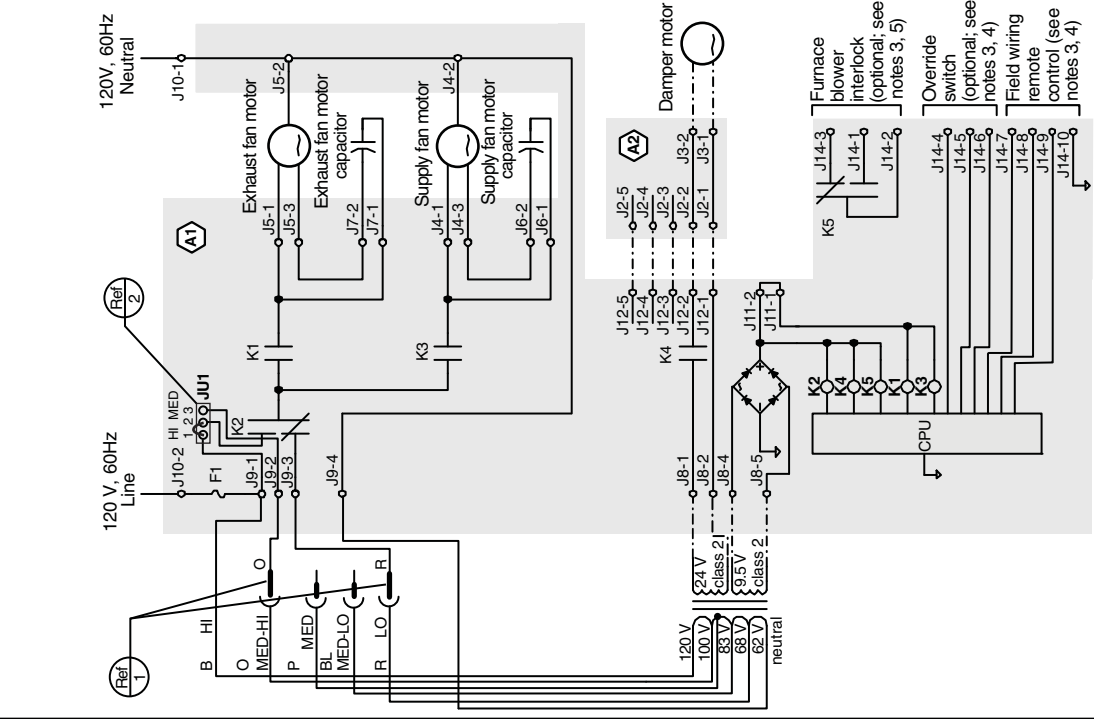 120V, 60Hz
Neutral
J10-1
J5-2
J4-2
Exhaust fan motor
Exhaust fan motor
capacitor
Supply fan motor
Supply fan motor
capacitor
Damper motor
Furnace
blower
interlock
(optional; see
notes 3, 5)
Override
switch
(optional; see
notes 3, 4)
Field wiring
remote
control (see
notes 3, 4)
A1
J5-1
J5-3
J7-2
J7-1
J4-1
J4-3
J6-2
J6-1
A2
J3-2
J3-1
J2-5
J2-4
J2-3
J2-2
J2-1
J14-3
J14-1
J14-2
K5
J14-4
J14-5
J14-6
J14-7
J14-8
J14-9
J14-10
Ref
2
JU1
HI MED
1 2 3
K1
K2
K3
J12-5
J12-4
J12-3
J12-2
J12-1
K4
J11-2
J11-1
K2
K4
K5
K1
K3
CPU
120 V, 60Hz
Line
J10-2
F1
J9-1
J9-2
J9-3
J9-4
J8-1
J8-2
J8-4
J8-5
24 V
class 2
9.5 V
class 2
120 V
100 V
83 V
68 V
62 V
neutral
Ref
1
B HI
O MED-HI O
P MED
BL MED-LO
R LO R